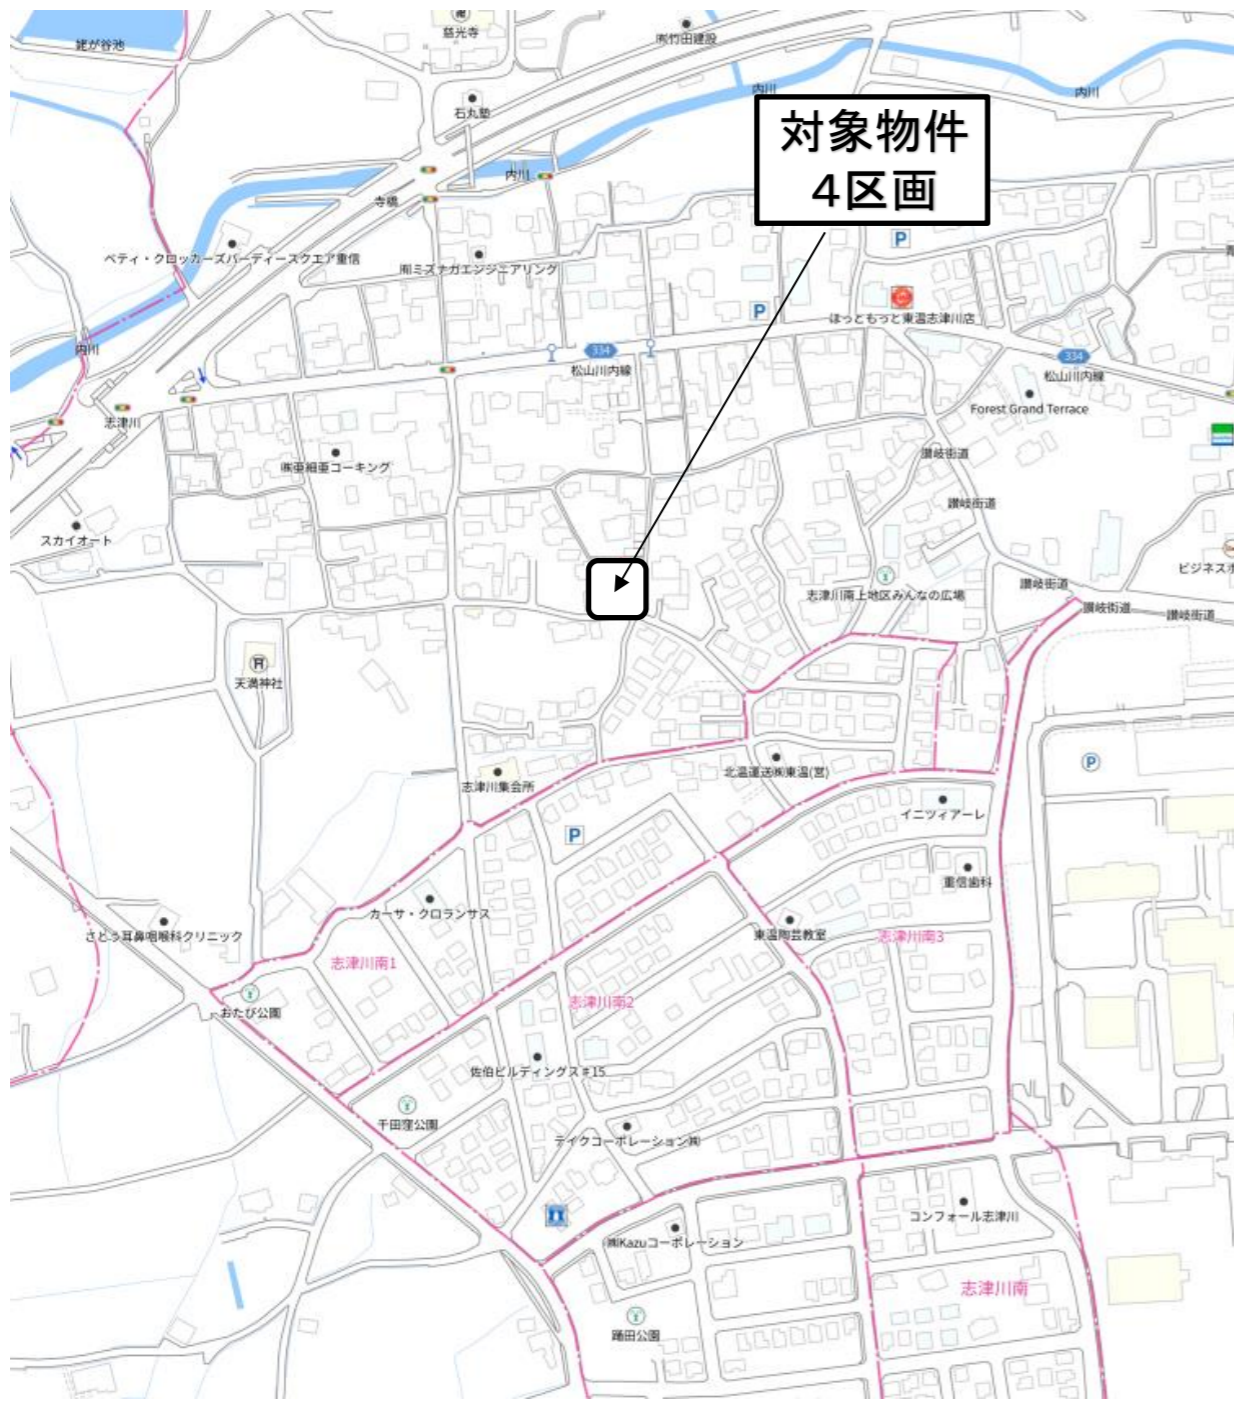 慈光寺
㈲竹田建設
竜が谷池
内川
内川
石丸塾
対象物件
4区画
内川
寺橋
ベティ・クロッカーズバーディースクエア重信
㈲ミズナガエンジニアリング
P
P
ほっともっと東温志津川店
内川
334
松山川内線
334
松山川内線
Forest Grand Terrace
志津川
㈱亜細亜コーキング
讃岐街道
讃岐街道
スカイオート
ビジネスホ
志津川南上地区みんなの広場
讃岐街道
讃岐街道
讃岐街道
天満神社
志津川集会所
北温運送㈱東温(営)
P
イニツィアーレ
P
重信歯科
カーサ・クロランサス
さとう耳鼻咽喉科クリニック
東温陶芸教室
志津川南3
志津川南1
志津川南2
おたび公園
佐伯ビルディングス#15
千田窪公園
テイクコーポレーション㈱
コンフォール志津川
㈱Kazuコーポレーション
志津川南
踊田公園